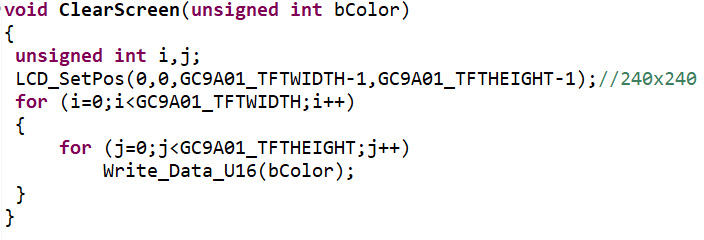 void ClearScreen(unsigned int bColor)
{
 unsigned int i,j;
 LCD_SetPos(0,0,GC9A01_TFTWIDTH-1,GC9A01_TFTHEIGHT-1);//240x240
 for (i=0;i<GC9A01_TFTWIDTH;i++)
 {
     for (j=0;j<GC9A01_TFTHEIGHT;j++)
         Write_Data_U16(bColor);
 }
}